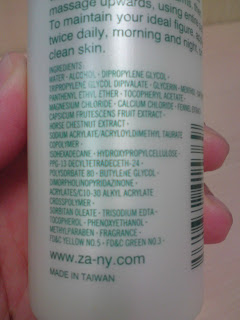 massage upwards, using
To maintain your ideal figure,
twice daily, morning and night
clean skin.
INGREDIENTS:
WATER · ALCOHOL · DIPROPYLENE GLYCOL ·
TRIPROPYLENE GLYCOL DIPIVALATE · GLYCERIN ·
PANTHENYL ETHYL ETHER · TOCOPHERYL ACETATE ·
MAGNESIUM CHLORIDE · CALCIUM CHLORIDE ·
CAPSICUM FRUTESCENS FRUIT EXTRACT ·
HORSE CHESTNUT EXTRACT ·
SODIUM ACRYLATE/ACRYLOYLDIMETHYL TAURATE
COPOLYMER ·
ISOHEXADECANE · HYDROXYPROPYLCELLULOSE ·
PPG-13 DECYLTETRADECETH-24 ·
POLYSORBATE 80 · BUTYLENE GLYCOL ·
DIMORPHOLINOPYRIDAZINONE ·
ACRYLATES/C10-30 ALKYL ACRYLATE
CROSSPOLYMER ·
SORBITAN OLEATE · TRISODIUM EDTA ·
TOCOPHEROL · PHENOXYETHANOL ·
METHYLPARABEN · FRAGRANCE ·
FD&C YELLOW NO.5 · FD&C GREEN NO.3 ·
www.za-ny.com
MADE IN TAIWAN